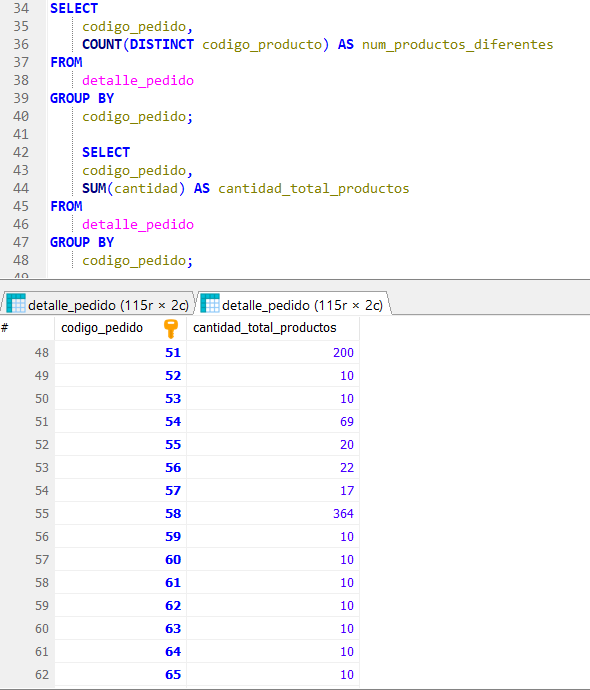 34 SELECT
35 codigo_pedido,
36 COUNT(DISTINCT codigo_producto) AS num_productos_diferentes
37 FROM
38 detalle_pedido
39 GROUP BY
40 codigo_pedido;
41
42 SELECT
43 codigo_pedido,
44 SUM(cantidad) AS cantidad_total_productos
45 FROM
46 detalle_pedido
47 GROUP BY
48 codigo_pedido;
49
detalle_pedido (115r × 2c) detalle_pedido (115r × 2c)
# codigo_pedido cantidad_total_productos
48 51 200
49 52 10
50 53 10
51 54 69
52 55 20
53 56 22
54 57 17
55 58 364
56 59 10
57 60 10
58 61 10
59 62 10
60 63 10
61 64 10
62 65 10